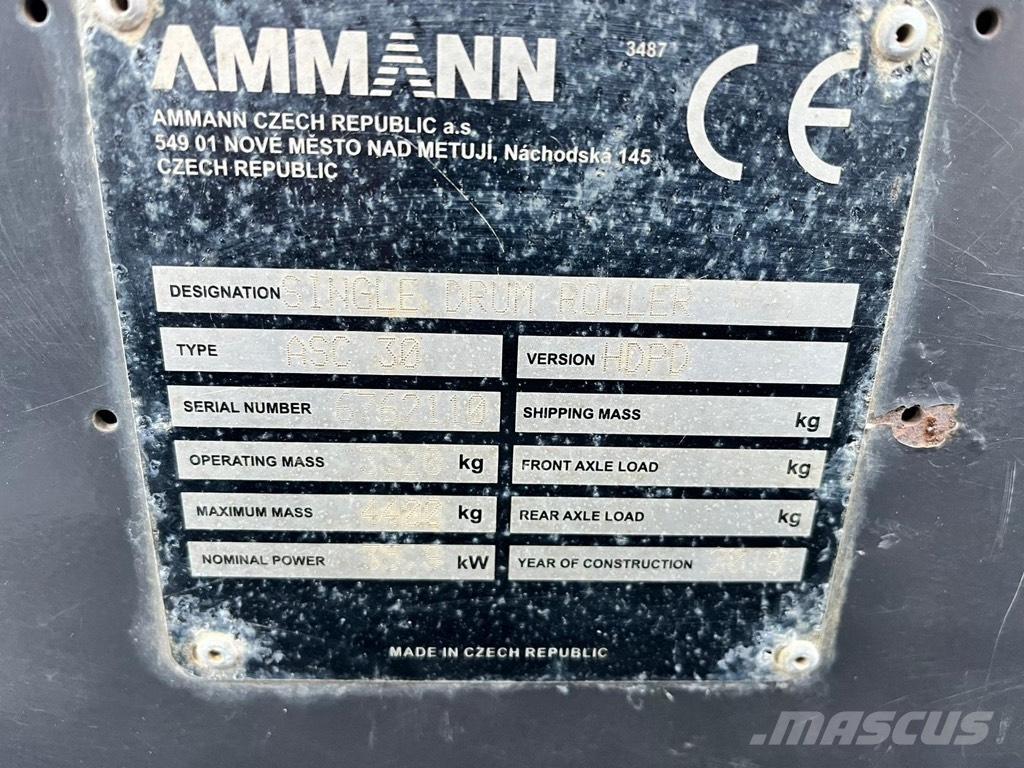 AMMANN
3487
CE
AMMANN CZECH REPUBLIC a.s.
549 01 NOVÉ MĚSTO NAD METUJÍ, Náchodská 145
CZECH REPUBLIC
DESIGNATION SINGLE DRUM ROLLER
TYPE ASC 30 VERSION HDPD
SERIAL NUMBER 6762110 SHIPPING MASS kg
OPERATING MASS kg FRONT AXLE LOAD kg
MAXIMUM MASS kg REAR AXLE LOAD kg
NOMINAL POWER kW YEAR OF CONSTRUCTION
MADE IN CZECH REPUBLIC
MASCUS